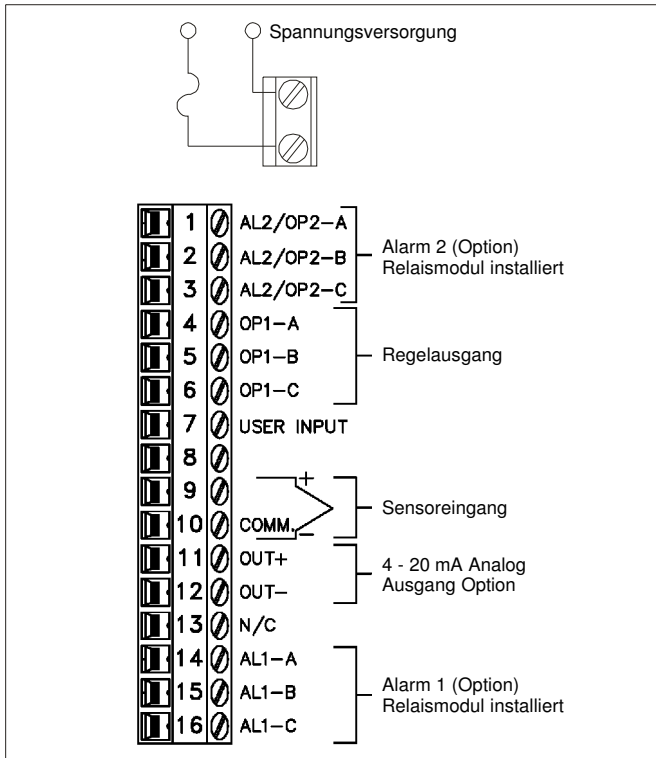 Spannungsversorgung
1 AL2/OP2-A
2 AL2/OP2-B
3 AL2/OP2-C
Alarm 2 (Option)
Relaismodul installiert
4 OP1-A
5 OP1-B
6 OP1-C
Regelausgang
7 USER INPUT
8
9 +
10 COMM. -
Sensoreingang
11 OUT+
12 OUT-
4 - 20 mA Analog
Ausgang Option
13 N/C
14 AL1-A
15 AL1-B
16 AL1-C
Alarm 1 (Option)
Relaismodul installiert